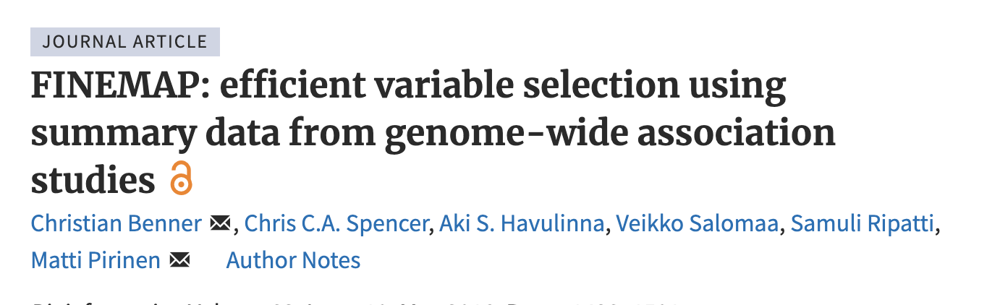 JOURNAL ARTICLE
FINEMAP: efficient variable selection using
summary data from genome-wide association
studies
Christian Benner, Chris C.A. Spencer, Aki S. Havulinna, Veikko Salomaa, Samuli Ripatti,
Matti Pirinen Author Notes